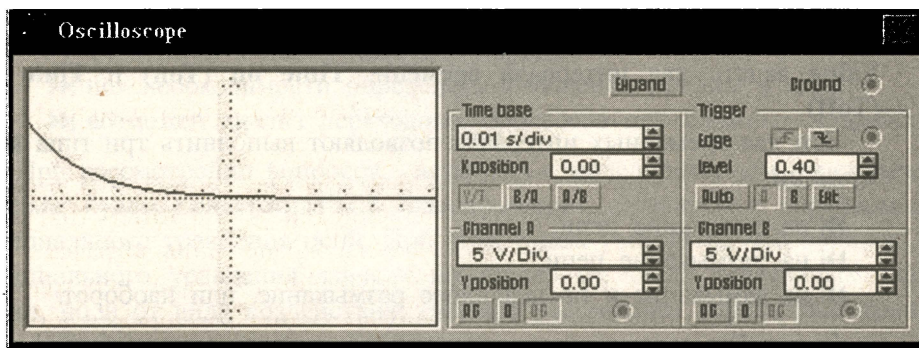 Oscilloscope
Expand
Ground
Time base
0.01 s/div
X position 0.00
Y/T B/A A/B
Trigger
Edge
level 0.40
Auto A B Ext
Channel A
5 V/Div
Y position 0.00
AC 0 DC
Channel B
5 V/Div
Y position 0.00
AC 0 DC